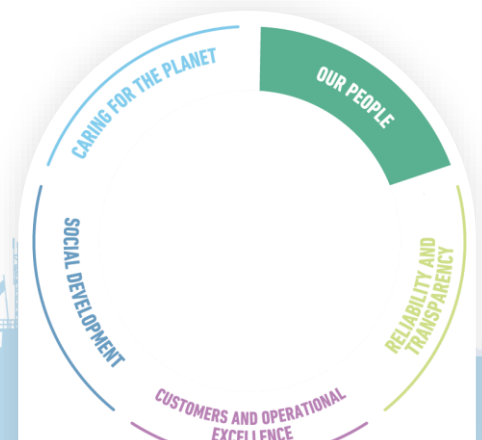 CARING FOR THE PLANET
OUR PEOPLE
RELIABILITY AND
TRANSPARENCY
CUSTOMERS AND OPERATIONAL
EXCELLENCE
SOCIAL DEVELOPMENT